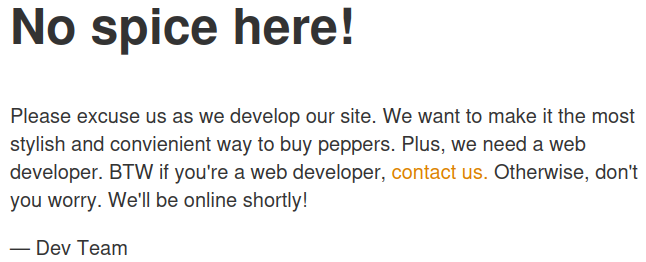 No spice here!
Please excuse us as we develop our site. We want to make it the most
stylish and convienient way to buy peppers. Plus, we need a web
developer. BTW if you're a web developer, contact us. Otherwise, don't
you worry. We'll be online shortly!
— Dev Team